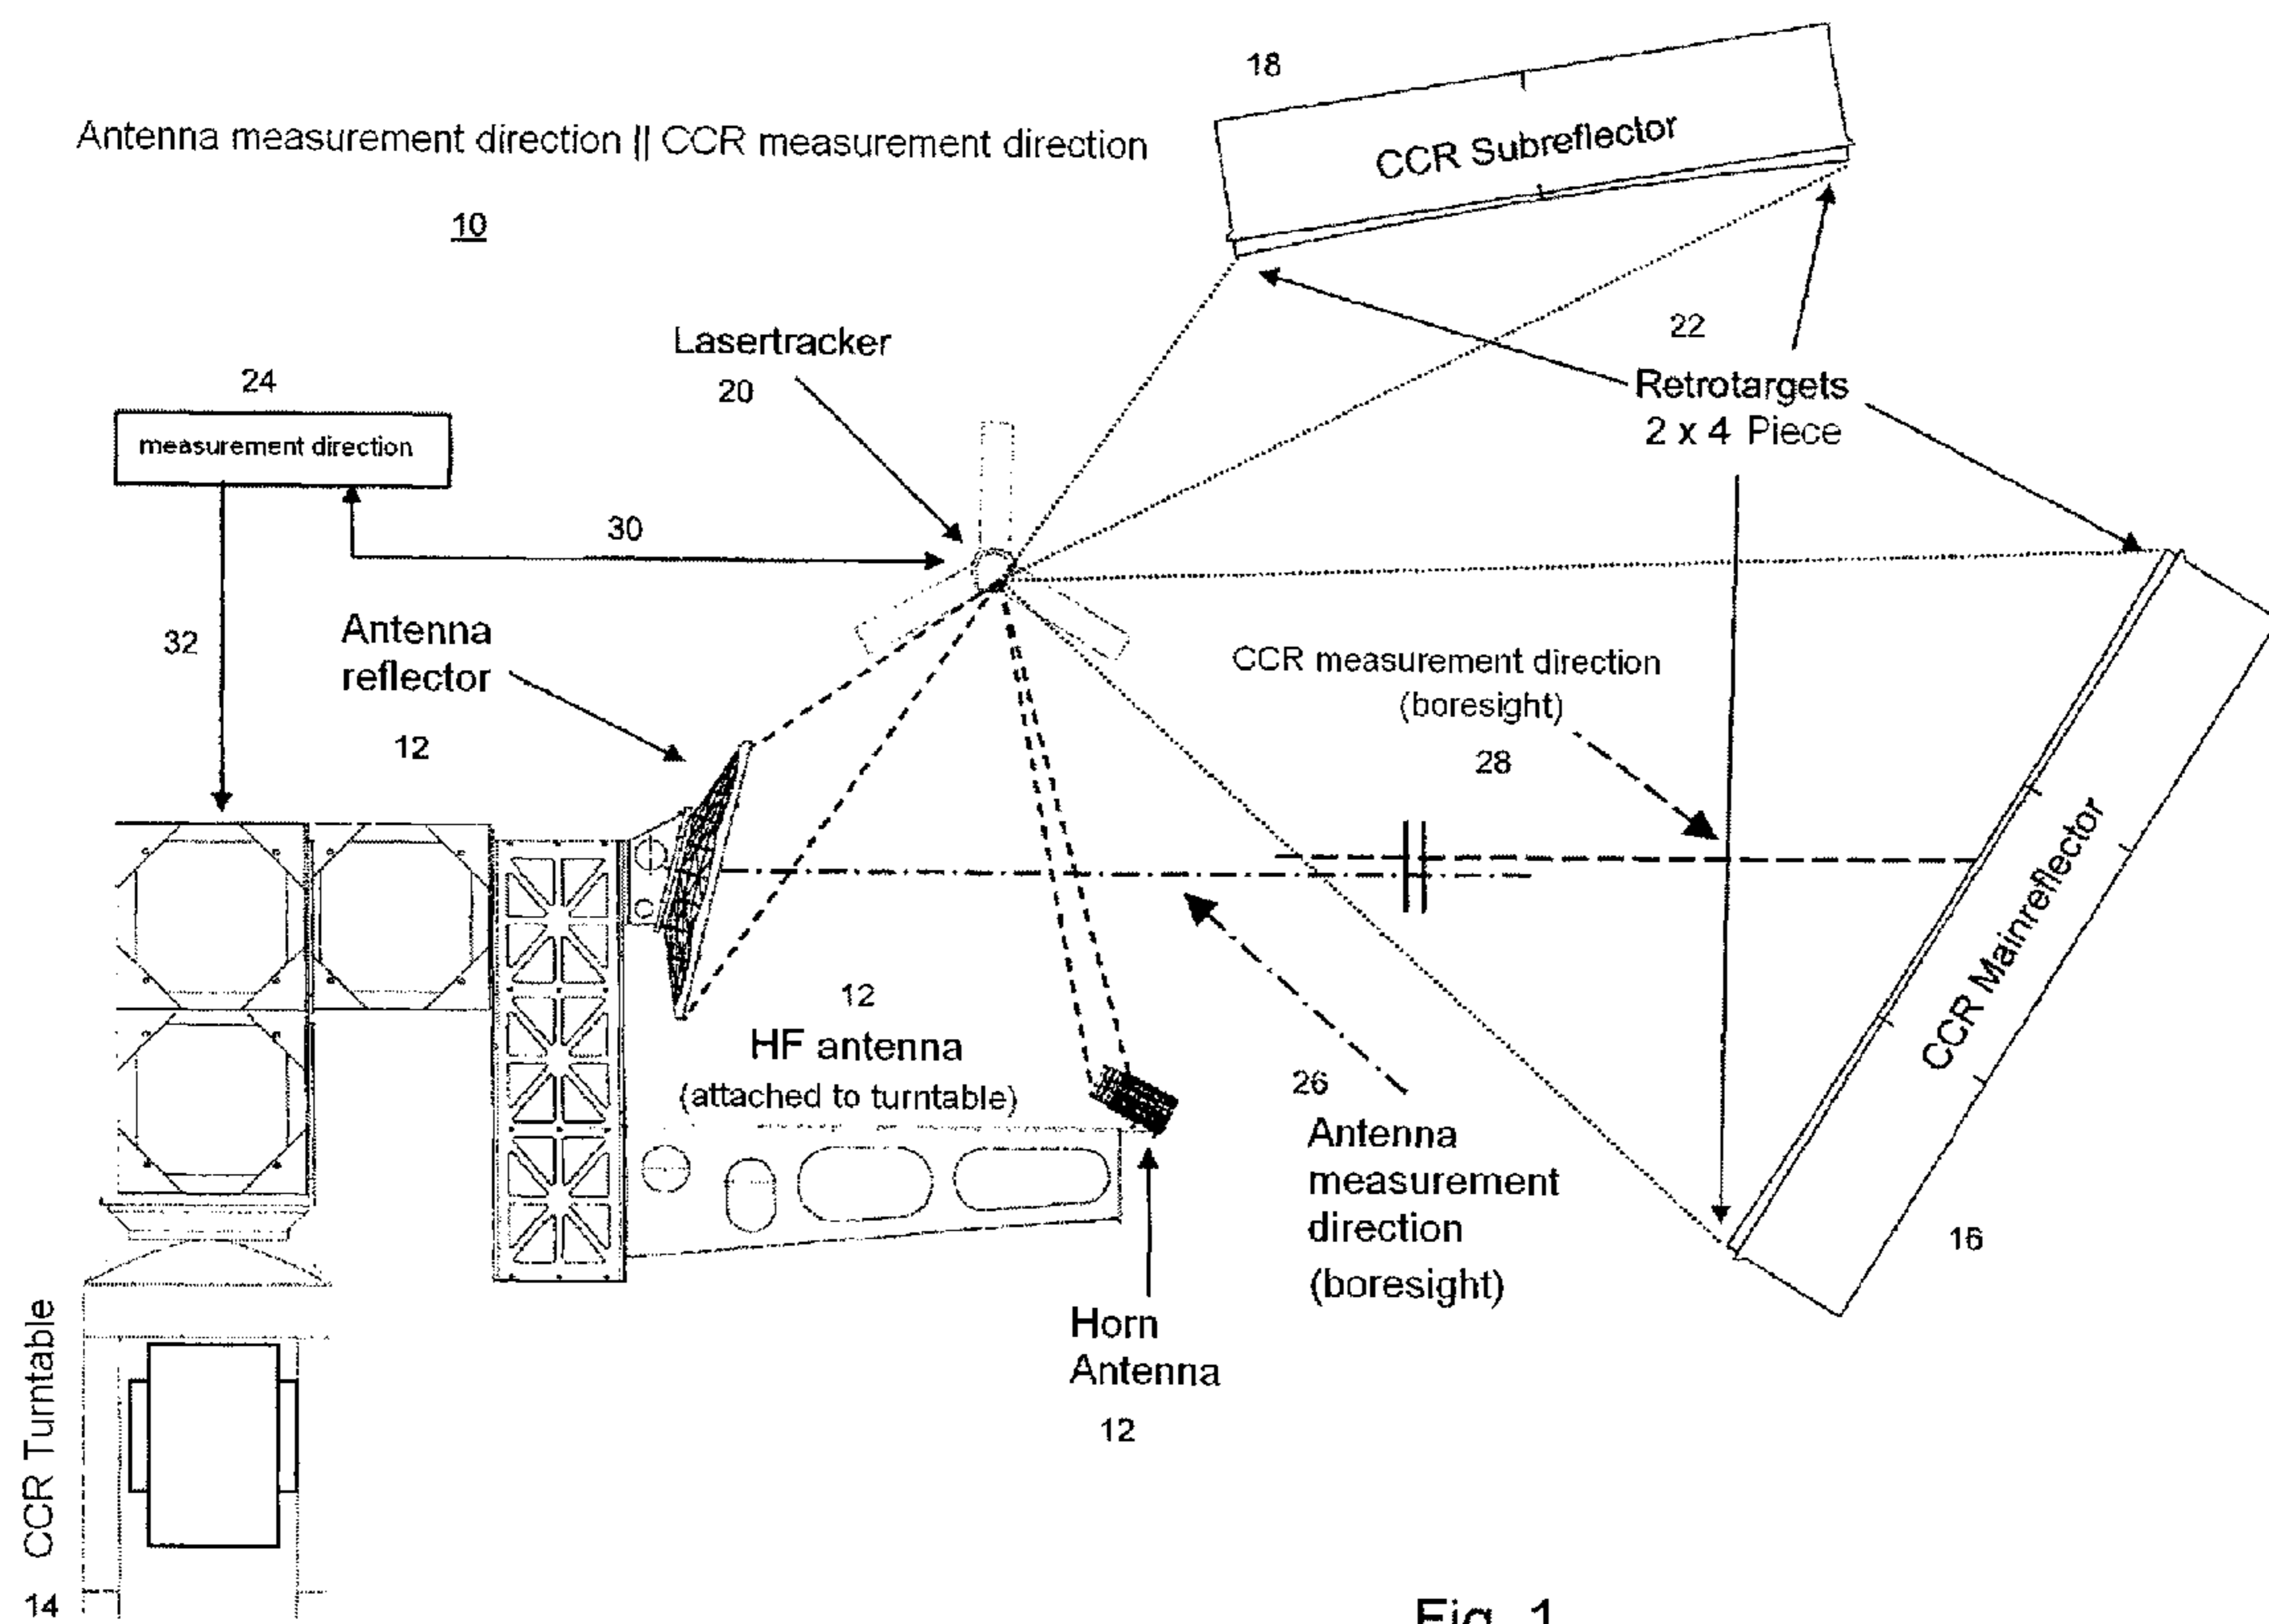 18
CCR Subreflector
Antenna measurement direction || CCR measurement direction
10
22
Retrotargets
2 x 4 Piece
Lasertracker
20
24
measurement direction
30
32
Antenna
reflector
12
CCR measurement direction
(boresight)
28
CCR Mainreflector
16
12
HF antenna
(attached to turntable)
26
Antenna
measurement
direction
(boresight)
Horn
Antenna
12
CCR Turntable
14
Fig. 1